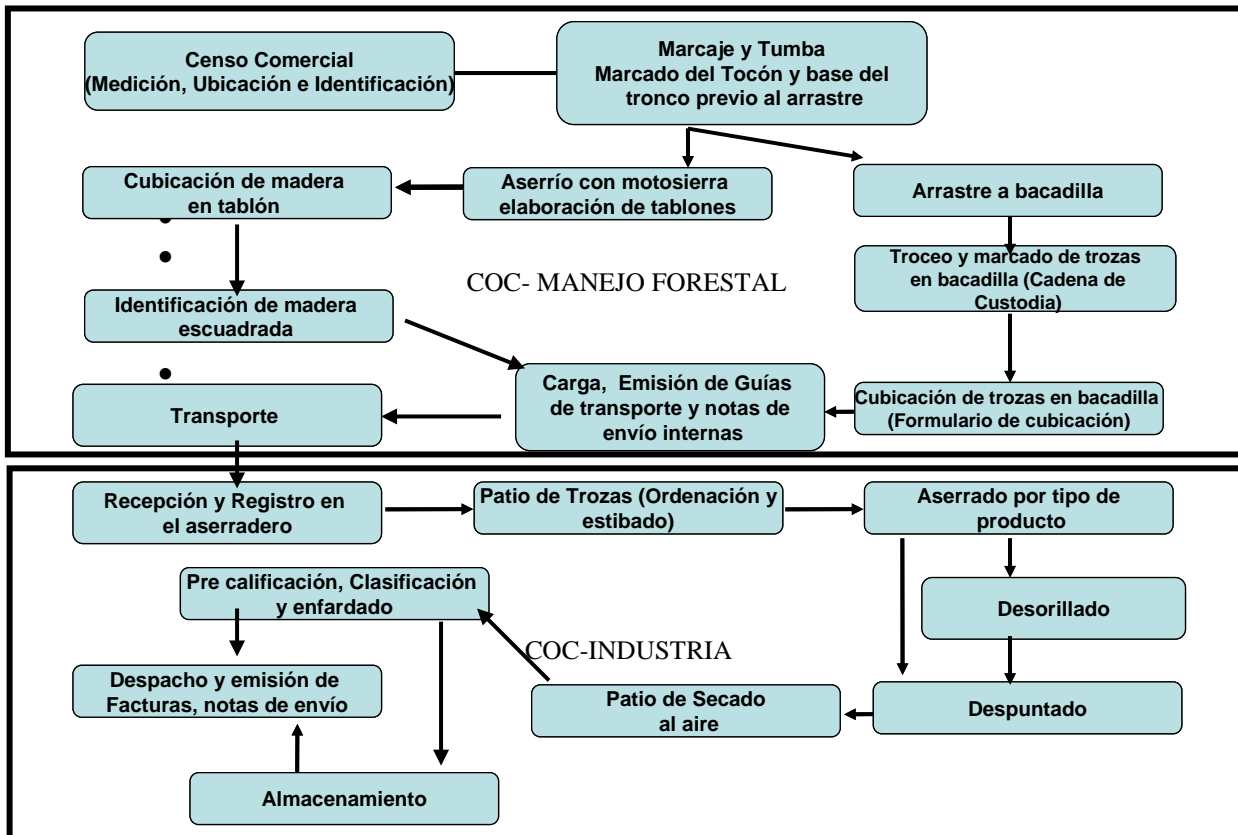 Censo Comercial
(Medición, Ubicación e Identificación)
Marcaje y Tumba
Marcado del Tocón y base del
tronco previo al arrastre
Cubicación de madera
en tablón
Aserrío con motosierra
elaboración de tablones
Arrastre a bacadilla
Troceo y marcado de trozas
en bacadilla (Cadena de
Custodia)
COC- MANEJO FORESTAL
Identificación de madera
escuadrada
Carga, Emisión de Guías
de transporte y notas de
envío internas
Cubicación de trozas en bacadilla
(Formulario de cubicación)
Transporte
Recepción y Registro en
el aserradero
Patio de Trozas (Ordenación y
estibado)
Aserrado por tipo de
producto
Pre calificación, Clasificación
y enfardado
Desorillado
COC-INDUSTRIA
Despacho y emisión de
Facturas, notas de envío
Patio de Secado
al aire
Despuntado
Almacenamiento